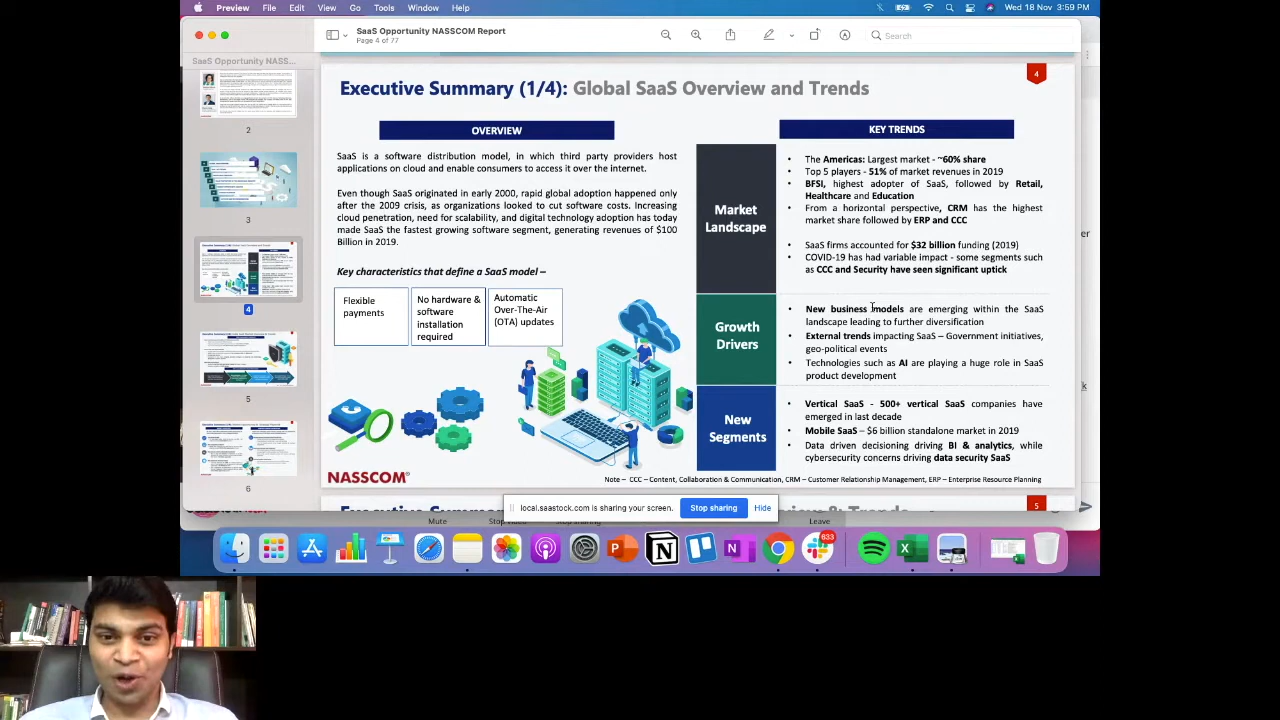 Preview File Edit View Go Tools Window Help Wed 18 Nov 3:59 PM
SaaS Opportunity NASSCOM Report
Page 4 of 77
Search
SaaS Opportunity NASS...
2
3
4
5
6
4
Executive Summary (1/4): Global SaaS Overview and Trends
OVERVIEW
SaaS is a software distribution model, in which third party providers host
applications on cloud and enable customers to access over the internet.
Even though SaaS originated in early 2000, rapid global adoption happened only
after the 2009 crisis, as organizations looked to cut software costs. Increasing
cloud penetration, need for scalability, and digital technology adoption has today
made SaaS the fastest growing software segment, generating revenues of $100
Billion in 2019.
Key characteristics that define a SaaS model:-
Flexible
payments
No hardware &
software
installation
required
Automatic
Over-The-Air
(OTA) updates
NASSCOM®
KEY TRENDS
Market
Landscape
• The Americas: Largest market - ~60% share
• Top 5 players - 51% of market revenues in 2019
• BFSI, highest adopter of SaaS, followed by Retail,
Healthcare and Education
• From a horizontal perspective, CRM has the highest
market share followed by ERP and CCC
• SaaS firms accounted for $32 billion funding (2019)
• COVID-19 has had variable impact - some segments such
as CCC and Security have seen significant uptick
Growth
Drivers
• New business models are emerging within the SaaS
landscape leading to further diversification
• External trends impacting SaaS – Government initiatives,
geo-political events
• Technologies such as AI are playing a huge role in SaaS
product development
New
Segments
• Vertical SaaS - 500+ vertical SaaS companies have
emerged in last decade
• Mobile SaaS – $6 billion market in 2019
• Data driven decisioning led BI & analytics, while
cybersecurity concerns driving data security SaaS
Note – CCC – Content, Collaboration & Communication, CRM – Customer Relationship Management, ERP – Enterprise Resource Planning
5
local.saastock.com is sharing your screen. Stop sharing Hide
Mute Stop Video Stop Sharing Leave
633